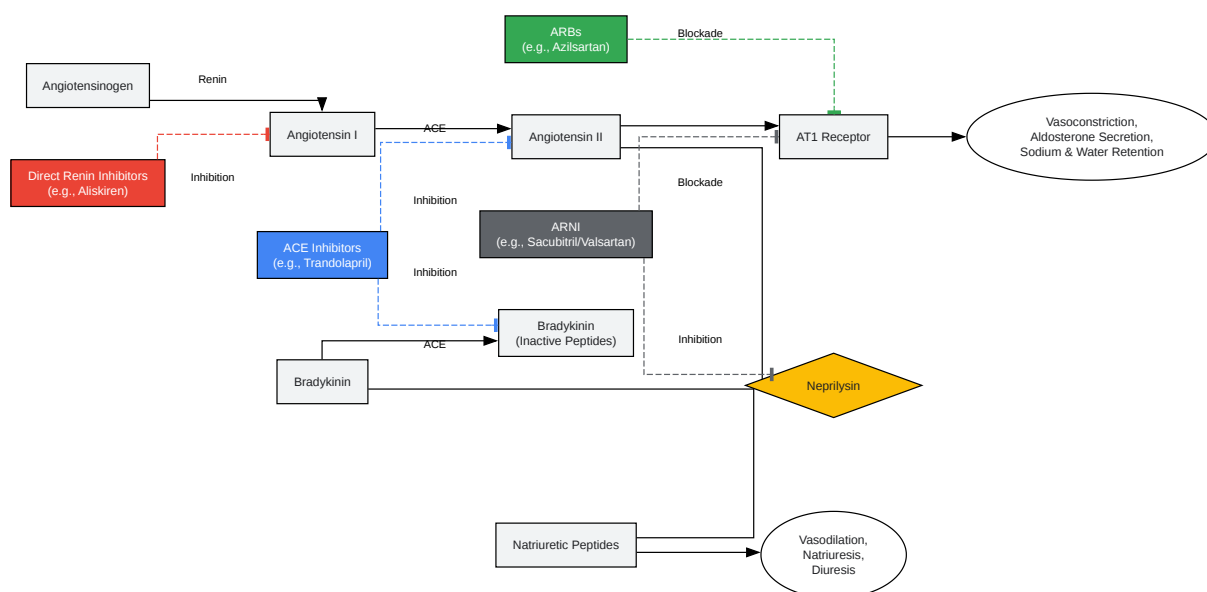 ARBs
(e.g., Azilsartan)
Blockade
Angiotensinogen
Renin
Angiotensin I
ACE
Angiotensin II
AT1 Receptor
Vasoconstriction,
Aldosterone Secretion,
Sodium & Water Retention
Direct Renin Inhibitors
(e.g., Aliskiren)
Inhibition
Inhibition
Blockade
ACE Inhibitors
(e.g., Trandolapril)
ARNI
(e.g., Sacubitril/Valsartan)
Inhibition
Bradykinin
(Inactive Peptides)
ACE
Inhibition
Bradykinin
Neprilysin
Natriuretic Peptides
Vasodilation,
Natriuresis,
Diuresis